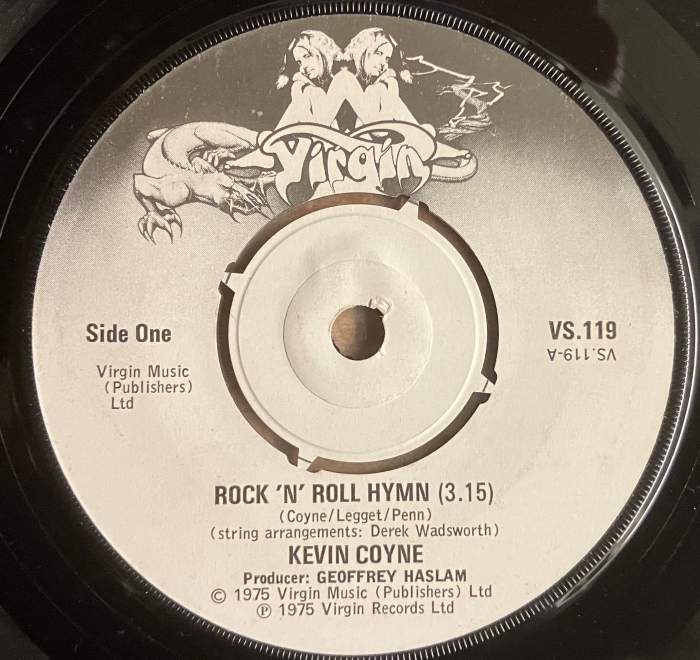 Virgin
Side One
VS.119
VS.119-A
Virgin Music
(Publishers)
Ltd
ROCK 'N' ROLL HYMN (3.15)
(Coyne/Legget/Penn)
(string arrangements: Derek Wadsworth)
KEVIN COYNE
Producer: GEOFFREY HASLAM
© 1975 Virgin Music (Publishers) Ltd
℗ 1975 Virgin Records Ltd